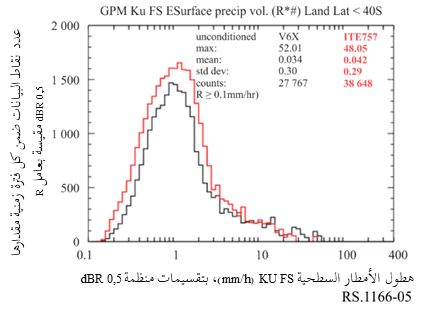 GPM Ku FS ESurface precip vol. (R*#) Land Lat < 40S
unconditioned V6X ITE757
max: 52.01 48.05
mean: 0.034 0.042
std dev: 0.30 0.29
counts: 27 767 38 648
R ≥ 0.1mm/hr)
2 000
1 500
1 000
500
0
0.1 1 10 100 400
عدد نقاط البيانات ضمن كل فترة زمنية مقدارها
0,5 dBR مقيسة بعامل R
هطول الأمطار السطحية KU FS (mm/h)، بتقسيمات منظمة 0,5 dBR
RS.1166-05